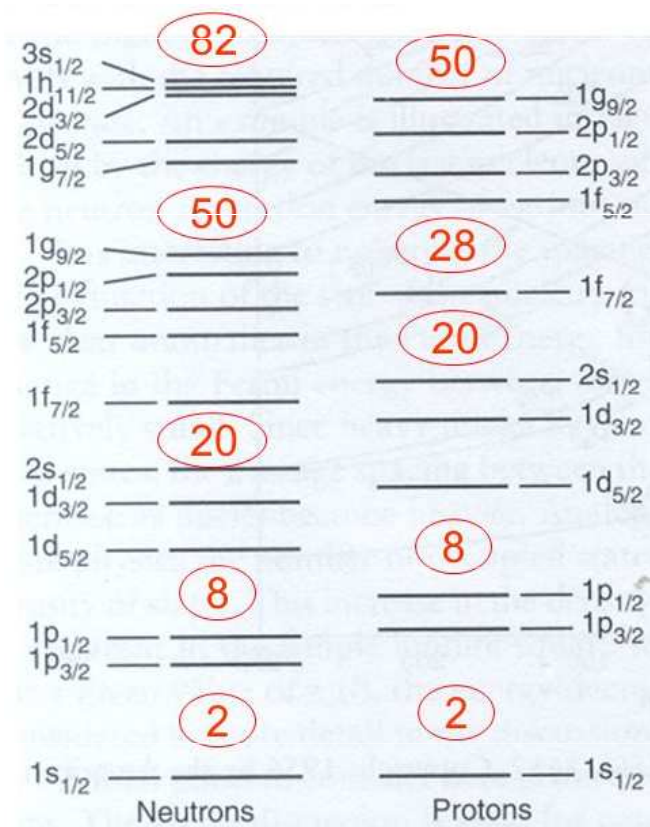 82
3s1/2
1h11/2
2d3/2
2d5/2
1g7/2
50
1g9/2
2p1/2
2p3/2
1f5/2
1f7/2
20
2s1/2
1d3/2
1d5/2
8
1p1/2
1p3/2
2
1s1/2
Neutrons
50
1g9/2
2p1/2
2p3/2
1f5/2
28
1f7/2
20
2s1/2
1d3/2
1d5/2
8
1p1/2
1p3/2
2
1s1/2
Protons